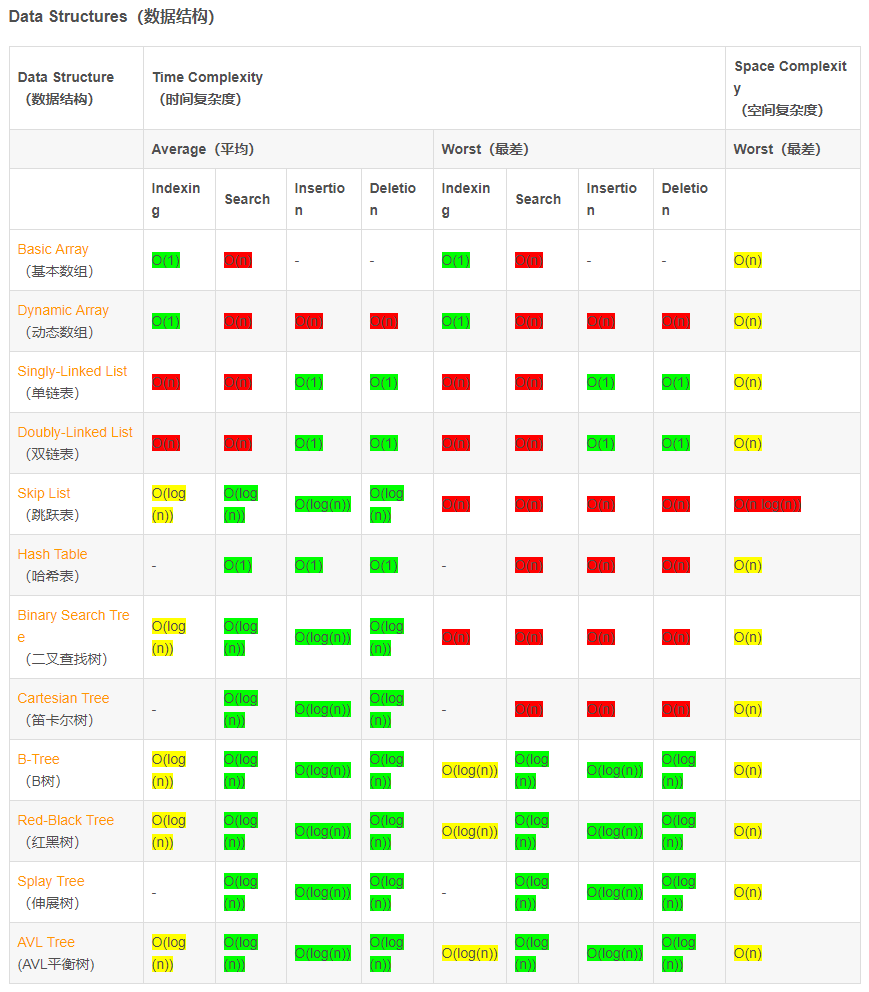 Data Structures（数据结构）
Data Structure（数据结构） Time Complexity（时间复杂度） Space Complexity（空间复杂度）
Average（平均） Worst（最差） Worst（最差）
Indexing Search Insertion Deletion Indexing Search Insertion Deletion
Basic Array（基本数组） O(1) O(n) - - O(1) O(n) - - O(n)
Dynamic Array（动态数组） O(1) O(n) O(n) O(n) O(1) O(n) O(n) O(n) O(n)
Singly-Linked List（单链表） O(n) O(n) O(1) O(1) O(n) O(n) O(1) O(1) O(n)
Doubly-Linked List（双链表） O(n) O(n) O(1) O(1) O(n) O(n) O(1) O(1) O(n)
Skip List（跳跃表） O(log(n)) O(log(n)) O(log(n)) O(log(n)) O(n) O(n) O(n) O(n) O(n log(n))
Hash Table（哈希表） - O(1) O(1) O(1) - O(n) O(n) O(n) O(n)
Binary Search Tree（二叉查找树） O(log(n)) O(log(n)) O(log(n)) O(log(n)) O(n) O(n) O(n) O(n) O(n)
Cartesian Tree（笛卡尔树） - O(log(n)) O(log(n)) O(log(n)) - O(n) O(n) O(n) O(n)
B-Tree（B树） O(log(n)) O(log(n)) O(log(n)) O(log(n)) O(log(n)) O(log(n)) O(log(n)) O(log(n)) O(n)
Red-Black Tree（红黑树） O(log(n)) O(log(n)) O(log(n)) O(log(n)) O(log(n)) O(log(n)) O(log(n)) O(log(n)) O(n)
Splay Tree（伸展树） - O(log(n)) O(log(n)) O(log(n)) - O(log(n)) O(log(n)) O(log(n)) O(n)
AVL Tree(AVL平衡树) O(log(n)) O(log(n)) O(log(n)) O(log(n)) O(log(n)) O(log(n)) O(log(n)) O(log(n)) O(n)